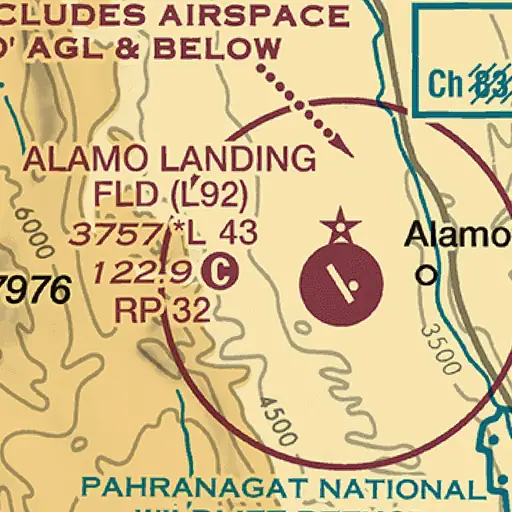 CLUDES AIRSPACE
0' AGL & BELOW
Ch
ALAMO LANDING
FLD (L92)
3757 *L 43
122.9 C
RP 32
Alamo
6000
7976
3500
4500
PAHRANAGAT NATIONAL